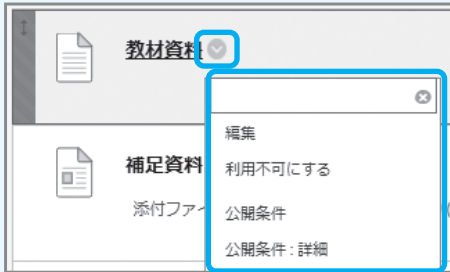 教材資料
編集
補足資料
利用不可にする
添付ファイ
公開条件
公開条件:詳細